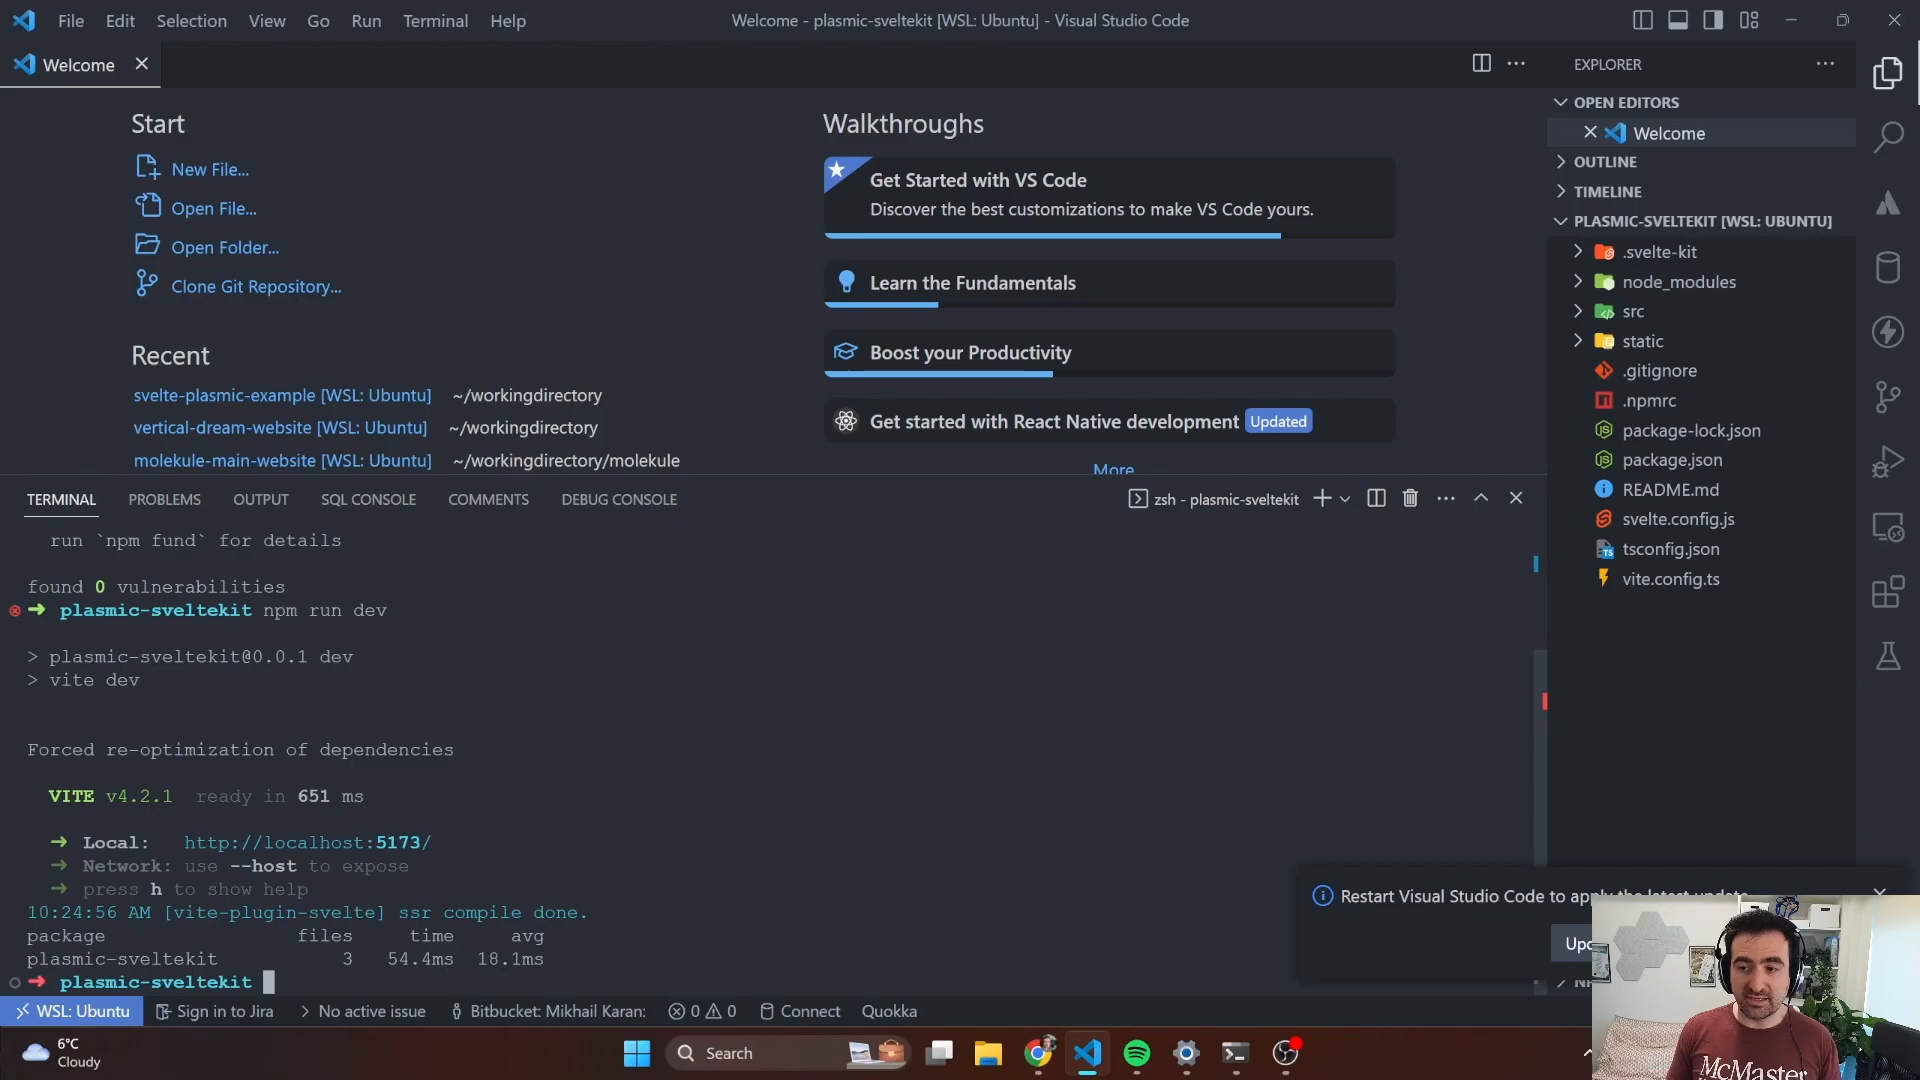 File Edit Selection View Go Run Terminal Help
Welcome - plasmic-sveltekit [WSL: Ubuntu] - Visual Studio Code
Welcome
Start
New File...
Open File...
Open Folder...
Clone Git Repository...
Recent
svelte-plasmic-example [WSL: Ubuntu] ~/workingdirectory
vertical-dream-website [WSL: Ubuntu] ~/workingdirectory
molekule-main-website [WSL: Ubuntu] ~/workingdirectory/molekule
Walkthroughs
Get Started with VS Code
Discover the best customizations to make VS Code yours.
Learn the Fundamentals
Boost your Productivity
Get started with React Native development Updated
More
EXPLORER
OPEN EDITORS
Welcome
OUTLINE
TIMELINE
PLASMIC-SVELTEKIT [WSL: UBUNTU]
.svelte-kit
node_modules
src
static
.gitignore
.npmrc
package-lock.json
package.json
README.md
svelte.config.js
tsconfig.json
vite.config.ts
TERMINAL PROBLEMS OUTPUT SQL CONSOLE COMMENTS DEBUG CONSOLE
zsh - plasmic-sveltekit
run `npm fund` for details
found 0 vulnerabilities
➜ plasmic-sveltekit npm run dev
> plasmic-sveltekit@0.0.1 dev
> vite dev
Forced re-optimization of dependencies
VITE v4.2.1 ready in 651 ms
➜ Local: http://localhost:5173/
➜ Network: use --host to expose
➜ press h to show help
10:24:56 AM [vite-plugin-svelte] ssr compile done.
package files time avg
plasmic-sveltekit 3 54.4ms 18.1ms
➜ plasmic-sveltekit
Restart Visual Studio Code to apply the latest update.
WSL: Ubuntu Sign in to Jira No active issue Bitbucket: Mikhail Karan: 0 0 Connect Quokka
6°C
Cloudy
Search
McMaster